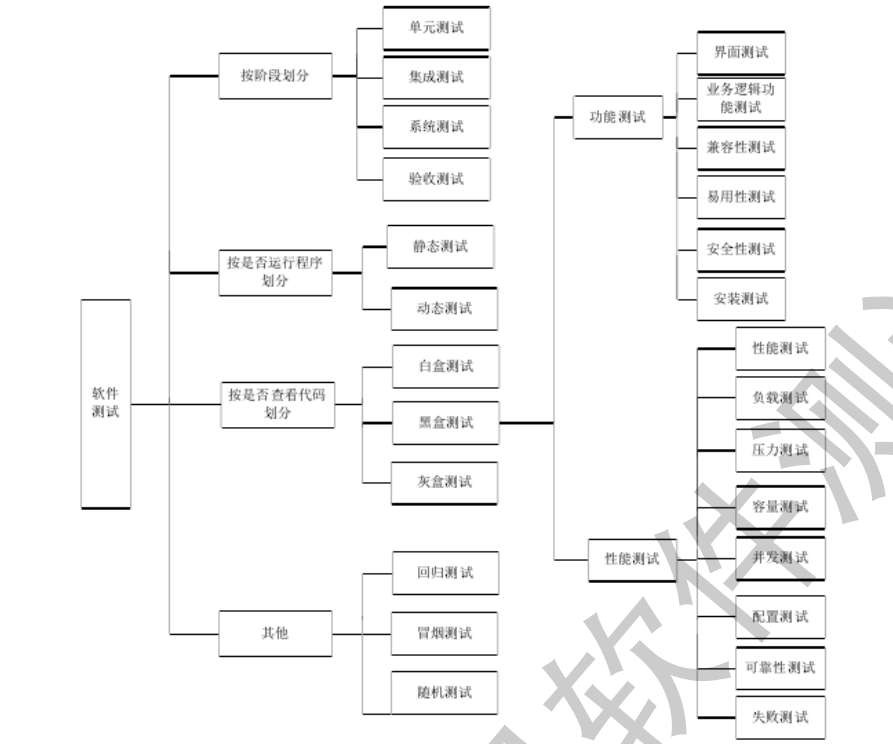 软件
测试
按阶段划分
单元测试
集成测试
系统测试
验收测试
按是否运行程序
划分
静态测试
动态测试
按是否查看代码
划分
白盒测试
黑盒测试
灰盒测试
其他
回归测试
冒烟测试
随机测试
功能测试
界面测试
业务逻辑功
能测试
兼容性测试
易用性测试
安全性测试
安装测试
性能测试
性能测试
负载测试
压力测试
容量测试
并发测试
配置测试
可靠性测试
失败测试
软件测